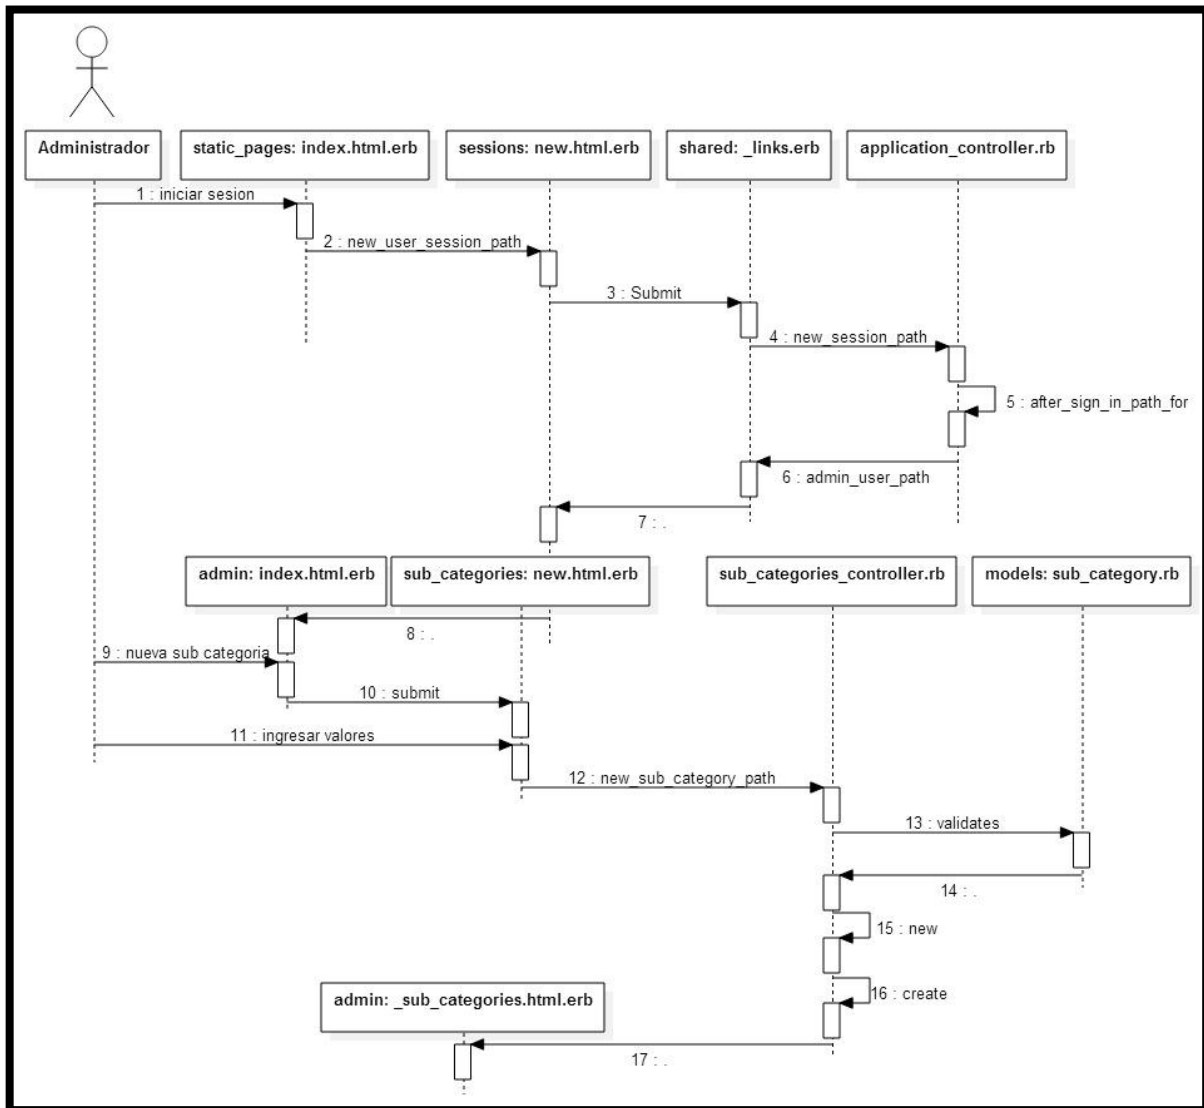 Administrador
static_pages: index.html.erb
sessions: new.html.erb
shared: _links.erb
application_controller.rb
1 : iniciar sesion
2 : new_user_session_path
3 : Submit
4 : new_session_path
5 : after_sign_in_path_for
6 : admin_user_path
7 : .
admin: index.html.erb
sub_categories: new.html.erb
sub_categories_controller.rb
models: sub_category.rb
8 : .
9 : nueva sub categoria
10 : submit
11 : ingresar valores
12 : new_sub_category_path
13 : validates
14 : .
15 : new
16 : create
admin: _sub_categories.html.erb
17 : .